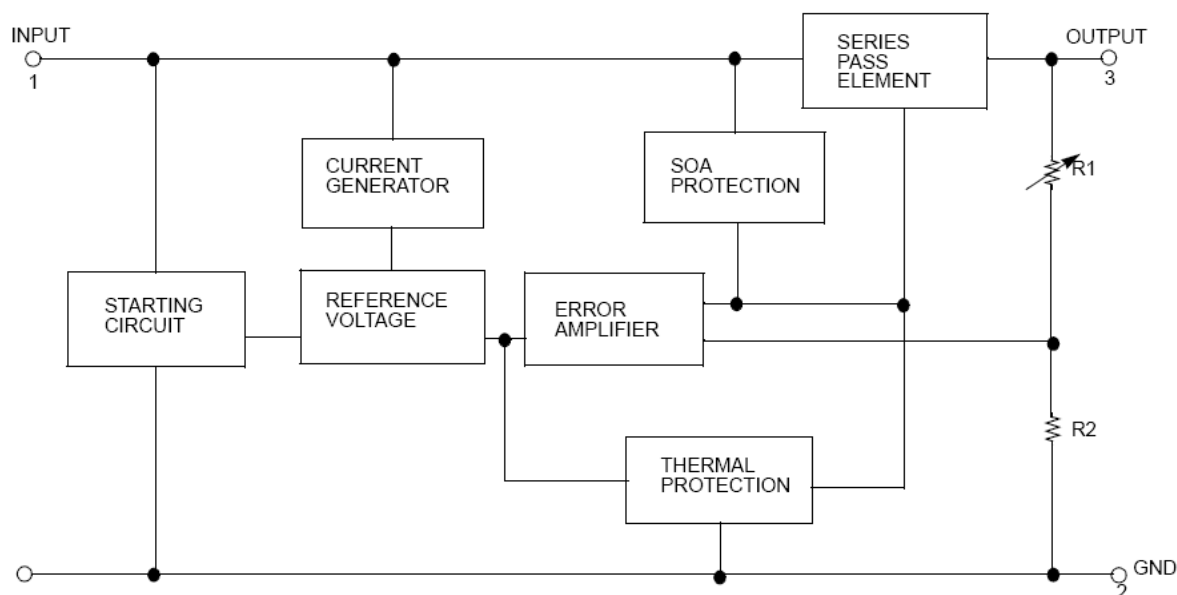 INPUT
1
SERIES
PASS
ELEMENT
OUTPUT
3
CURRENT
GENERATOR
SOA
PROTECTION
R1
STARTING
CIRCUIT
REFERENCE
VOLTAGE
ERROR
AMPLIFIER
R2
THERMAL
PROTECTION
GND
2